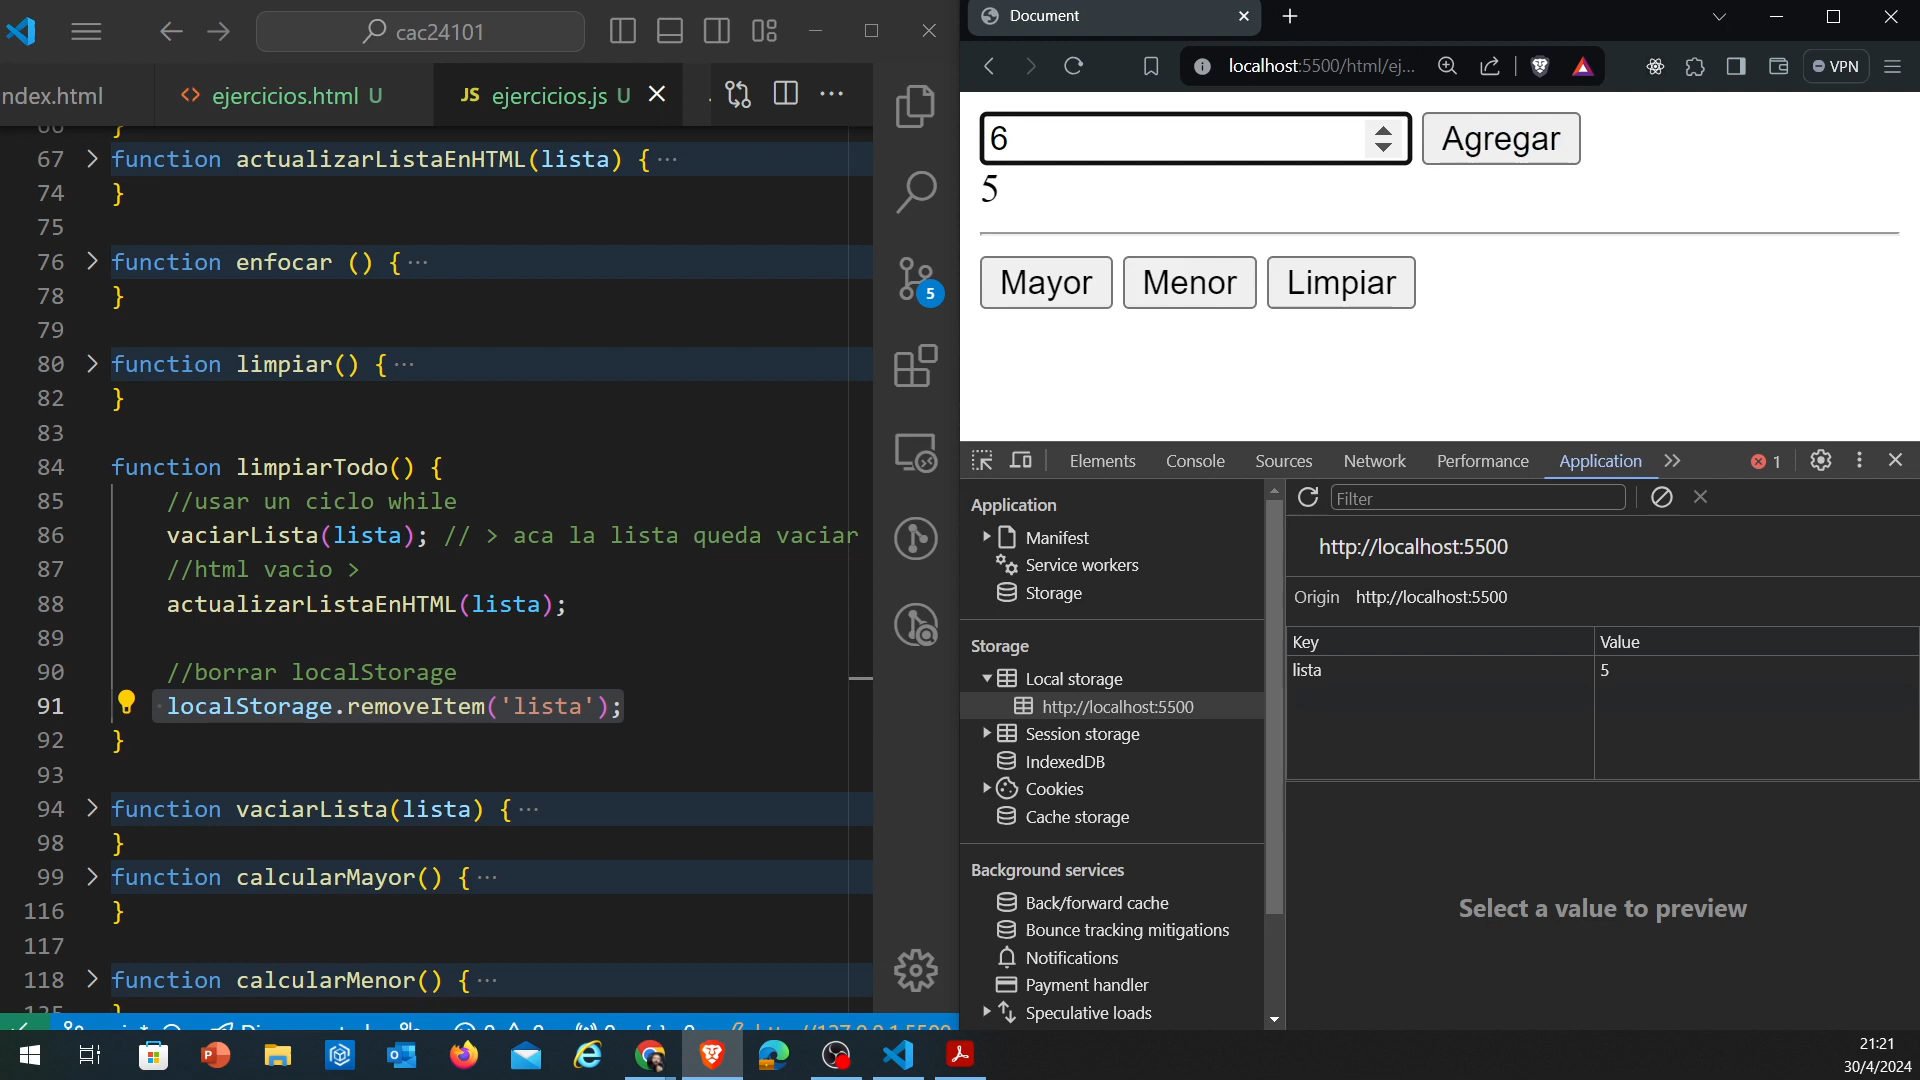 cac24101
ndex.html
<> ejercicios.html U
JS ejercicios.js U
67 function actualizarListaEnHTML(lista) { ···
74 }
75
76 function enfocar () { ···
78 }
79
80 function limpiar() { ···
82 }
83
84 function limpiarTodo() {
85 //usar un ciclo while
86 vaciarLista(lista); // > aca la lista queda vaciar
87 //html vacio >
88 actualizarListaEnHTML(lista);
89
90 //borrar localStorage
91 localStorage.removeItem('lista');
92 }
93
94 function vaciarLista(lista) { ···
98 }
99 function calcularMayor() { ···
116 }
117
118 function calcularMenor() { ···
5
Document
localhost:5500/html/ej...
VPN
6
Agregar
5
Mayor Menor Limpiar
Elements Console Sources Network Performance Application
1
Application
Manifest
Service workers
Storage
Storage
Local storage
http://localhost:5500
Session storage
IndexedDB
Cookies
Cache storage
Background services
Back/forward cache
Bounce tracking mitigations
Notifications
Payment handler
Speculative loads
Filter
http://localhost:5500
Origin http://localhost:5500
Key Value
lista 5
Select a value to preview
21:21
30/4/2024